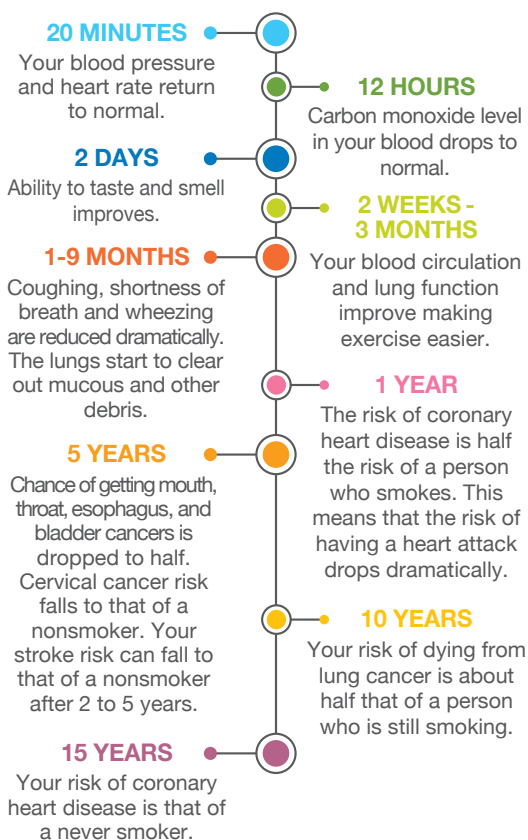 20 MINUTES
Your blood pressure
and heart rate return
to normal.
12 HOURS
Carbon monoxide level
in your blood drops to
normal.
2 DAYS
Ability to taste and smell
improves.
2 WEEKS -
3 MONTHS
Your blood circulation
and lung function
improve making
exercise easier.
1-9 MONTHS
Coughing, shortness of
breath and wheezing
are reduced dramatically.
The lungs start to clear
out mucous and other
debris.
1 YEAR
The risk of coronary
heart disease is half
the risk of a person
who smokes. This
means that the risk of
having a heart attack
drops dramatically.
5 YEARS
Chance of getting mouth,
throat, esophagus, and
bladder cancers is
dropped to half.
Cervical cancer risk
falls to that of a
nonsmoker. Your
stroke risk can fall to
that of a nonsmoker
after 2 to 5 years.
10 YEARS
Your risk of dying from
lung cancer is about
half that of a person
who is still smoking.
15 YEARS
Your risk of coronary
heart disease is that of
a never smoker.